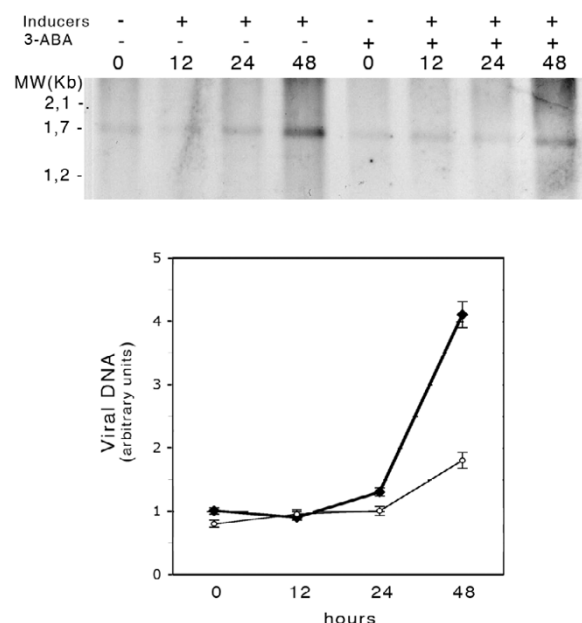 Inducers - + + + - + + +
3-ABA - - - - + + + +
0 12 24 48 0 12 24 48
MW(Kb)
2,1 -
1,7 -
1,2 -
5
4
3
2
1
0
Viral DNA
(arbitrary units)
0 12 24 48
hours